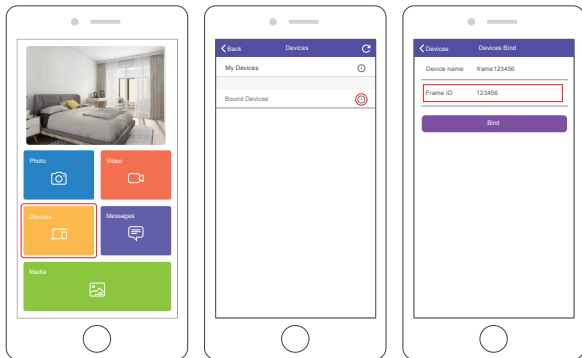 Photo
Video
Devices
Messages
Media
Back Devices
My Devices
Bound Devices
Devices Devices Bind
Device name frame123456
Frame ID 123456
Bind